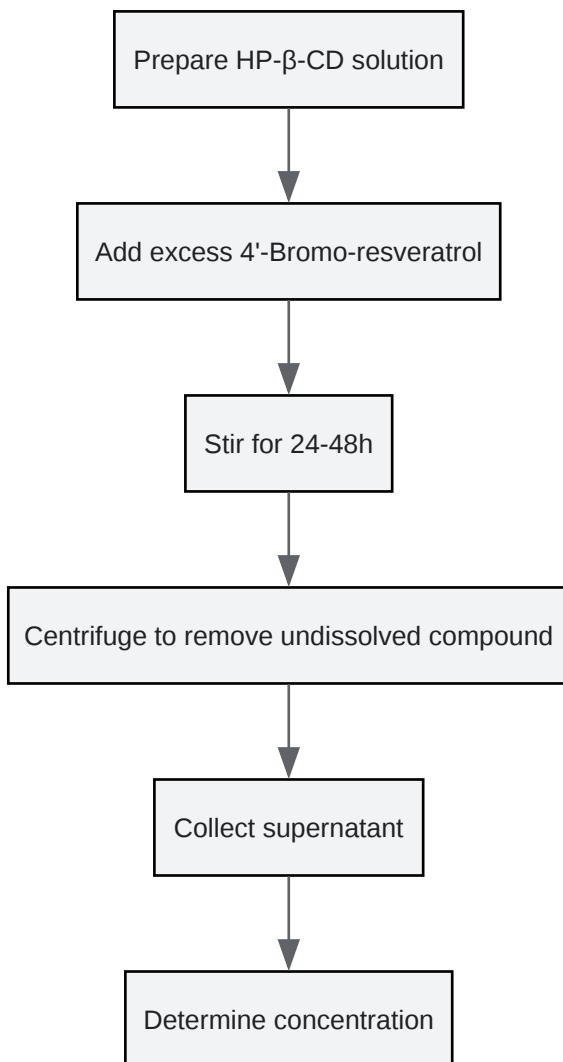 Prepare HP-β-CD solution
Add excess 4'-Bromo-resveratrol
Stir for 24-48h
Centrifuge to remove undissolved compound
Collect supernatant
Determine concentration